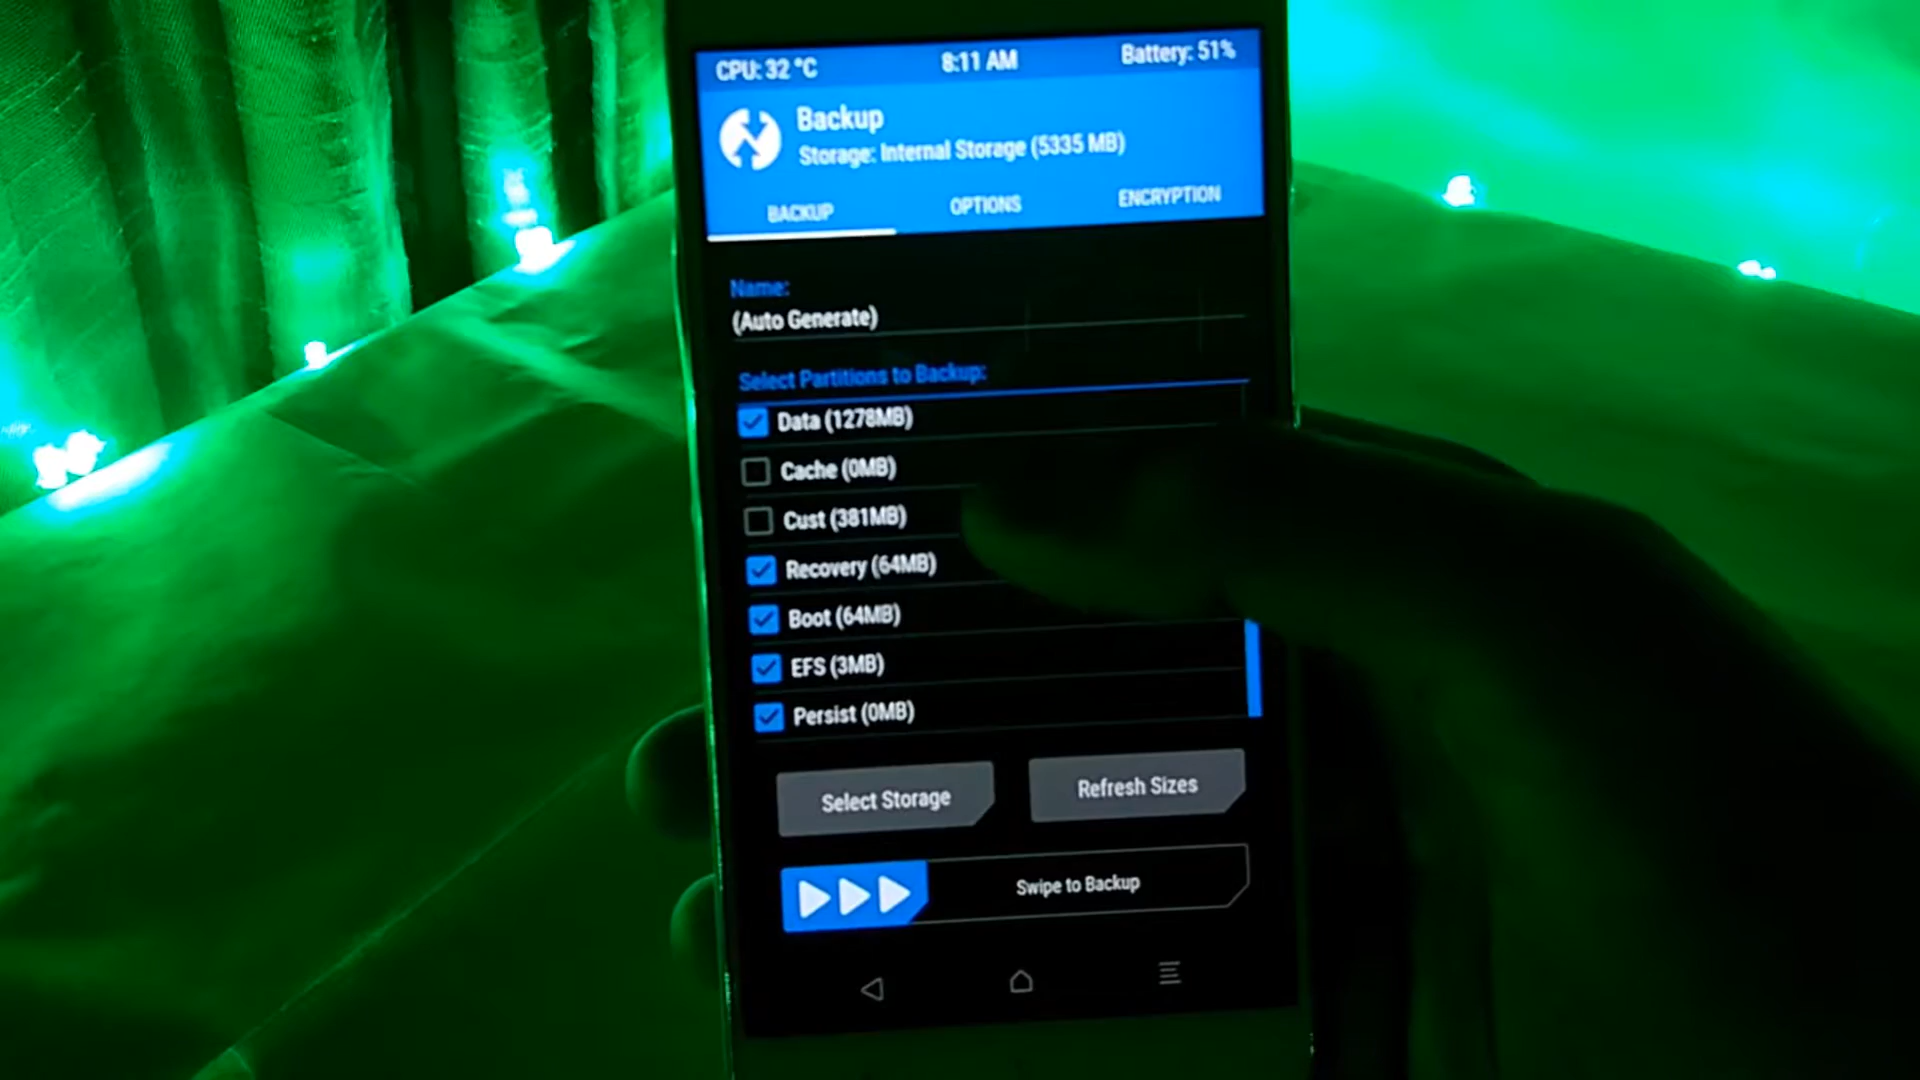 CPU: 32 °C 8:11 AM Battery: 51%
Backup
Storage: Internal Storage (5335 MB)
BACKUP OPTIONS ENCRYPTION
Name:
(Auto Generate)
Select Partitions to Backup:
Data (1278MB)
Cache (0MB)
Cust (381MB)
Recovery (64MB)
Boot (64MB)
EFS (3MB)
Persist (0MB)
Select Storage Refresh Sizes
Swipe to Backup